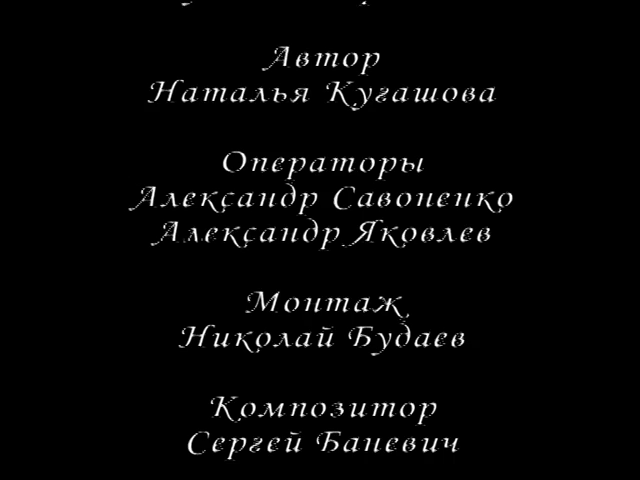 Автор
Наталья Кугашова
Операторы
Александр Савоненко
Александр Яковлев
Монтаж
Николай Будаев
Композитор
Сергей Баневич